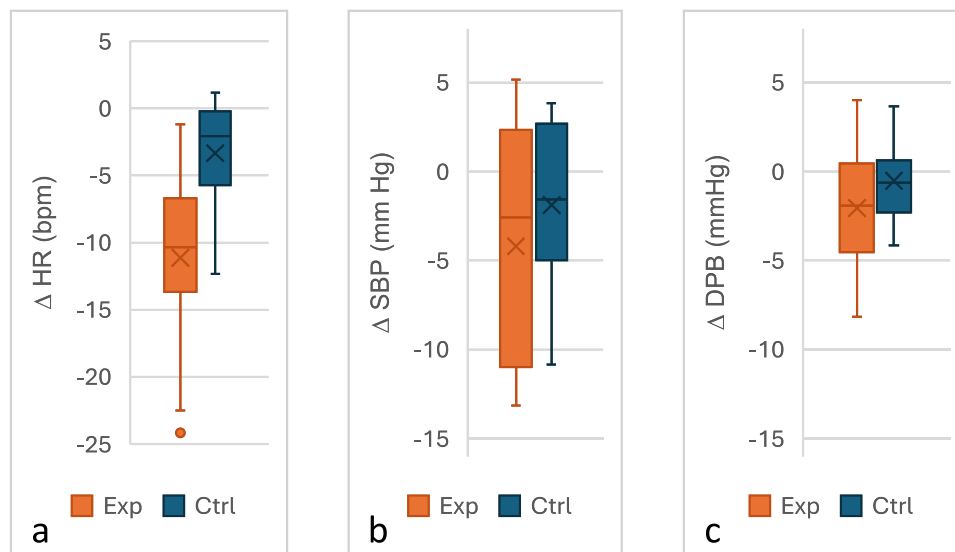 Δ HR (bpm)
5
0
-5
-10
-15
-20
-25
Exp Ctrl
a
Δ SBP (mm Hg)
5
0
-5
-10
-15
Exp Ctrl
b
Δ DPB (mmHg)
5
0
-5
-10
-15
Exp Ctrl
c